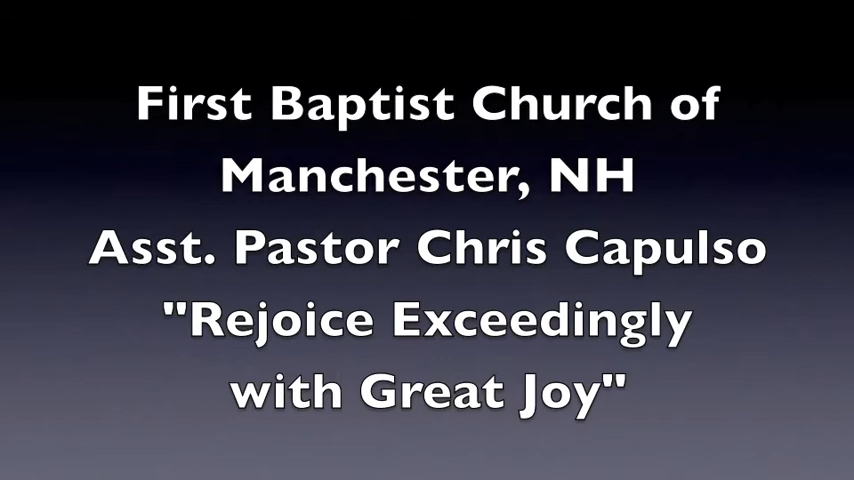 First Baptist Church of
Manchester, NH
Asst. Pastor Chris Capulso
"Rejoice Exceedingly
with Great Joy"